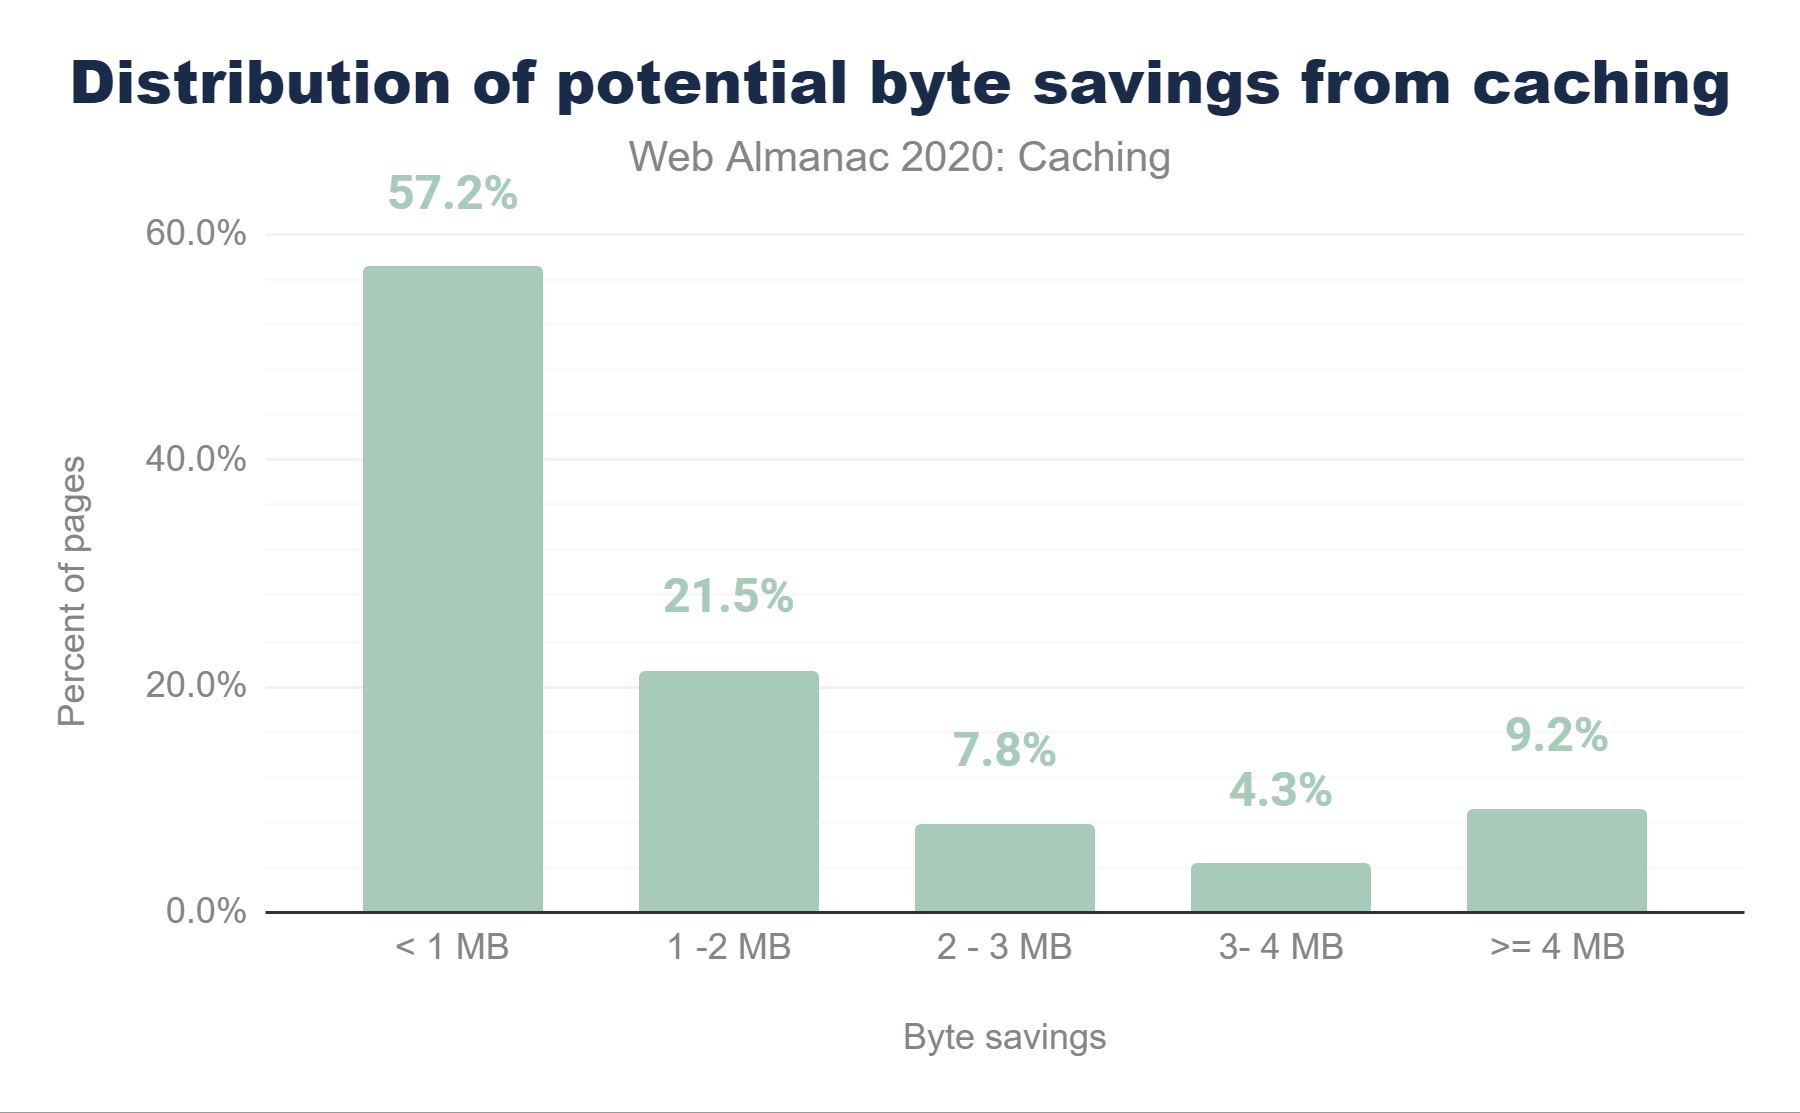 Distribution of potential byte savings from caching
Web Almanac 2020: Caching
57.2%
60.0%
40.0%
21.5%
20.0%
7.8%
4.3%
9.2%
0.0%
Percent of pages
< 1 MB
1 -2 MB
2 - 3 MB
3- 4 MB
>= 4 MB
Byte savings